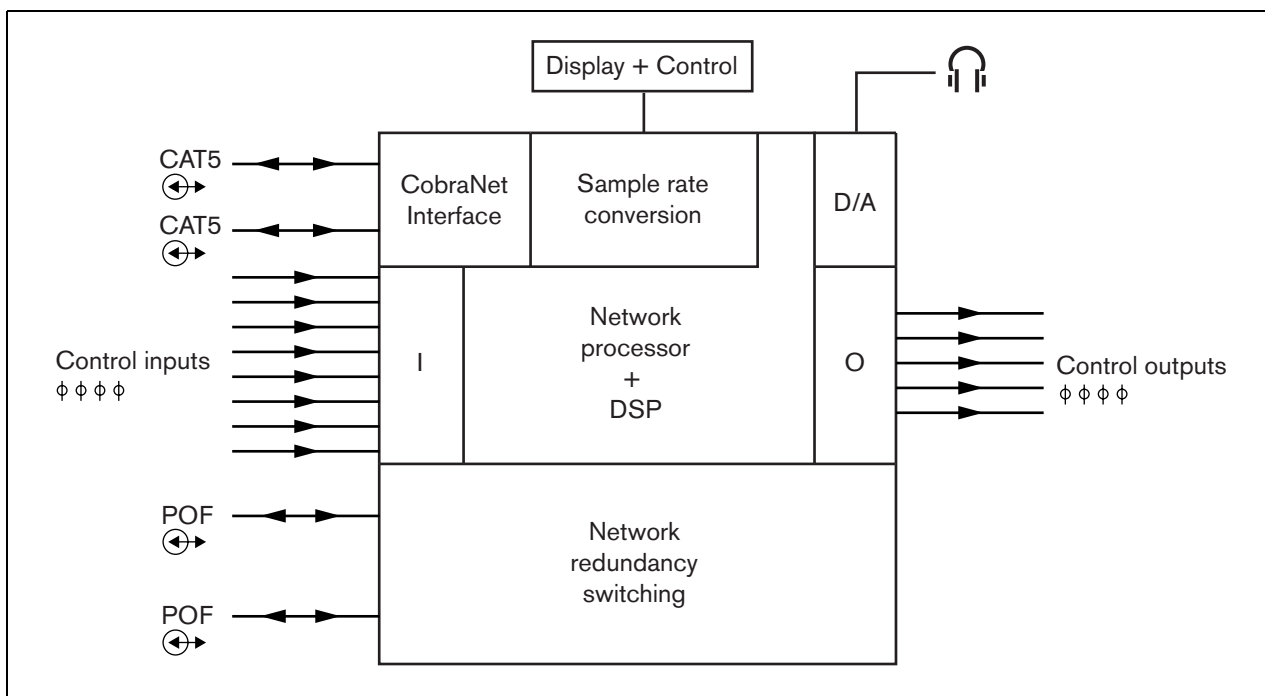 Display + Control
CAT5
CAT5
CobraNet
Interface
Sample rate
conversion
D/A
Control inputs
ϕ ϕ ϕ ϕ
I
Network
processor
+
DSP
O
Control outputs
ϕ ϕ ϕ ϕ
POF
POF
Network
redundancy
switching